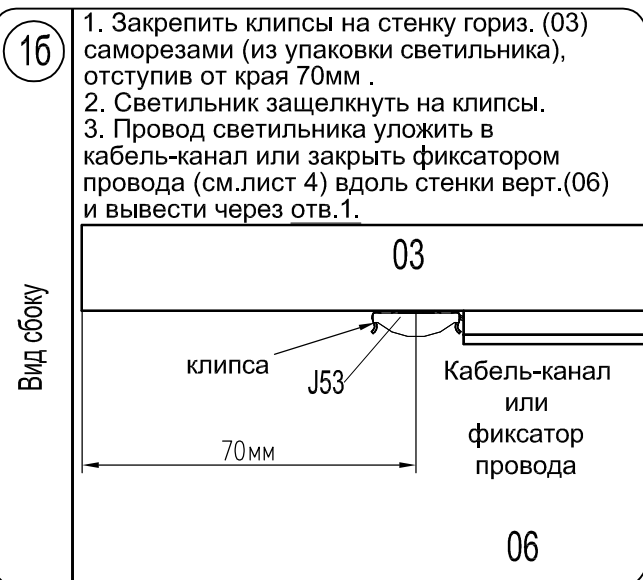 1б
1. Закрепить клипсы на стенку гориз. (03)
саморезами (из упаковки светильника),
отступив от края 70мм .
2. Светильник защелкнуть на клипсы.
3. Провод светильника уложить в
кабель-канал или закрыть фиксатором
провода (см.лист 4) вдоль стенки верт.(06)
и вывести через отв.1.
Вид сбоку
03
клипса
J53
Кабель-канал
или
фиксатор
провода
70мм
06